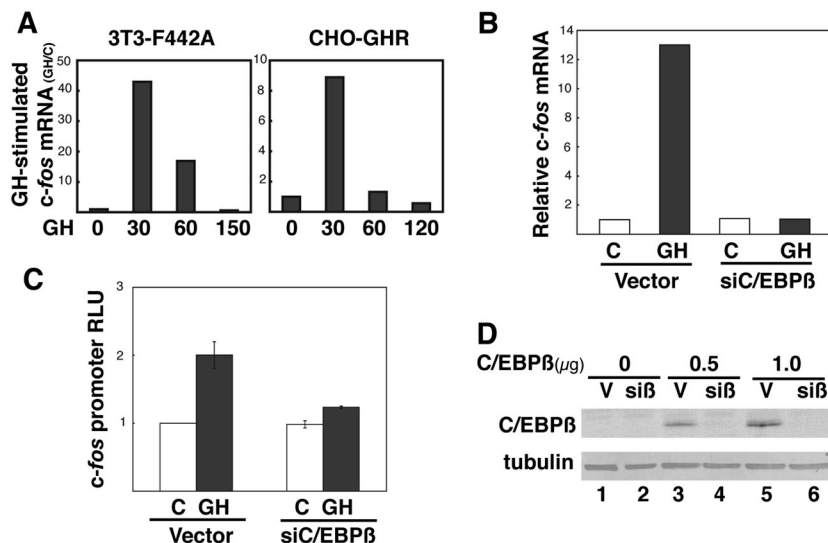 A
3T3-F442A
CHO-GHR
GH-stimulated
c-fos mRNA (GH/C)
50
40
30
20
10
10
8
6
4
2
GH 0 30 60 150 0 30 60 120
B
Relative c-fos mRNA
14
12
10
8
6
4
2
C GH C GH
Vector siC/EBPß
C
c-fos promoter RLU
3
2
1
C GH C GH
Vector siC/EBPß
D
C/EBPß(µg) 0 0.5 1.0
V siß V siß V siß
C/EBPß
tubulin
1 2 3 4 5 6